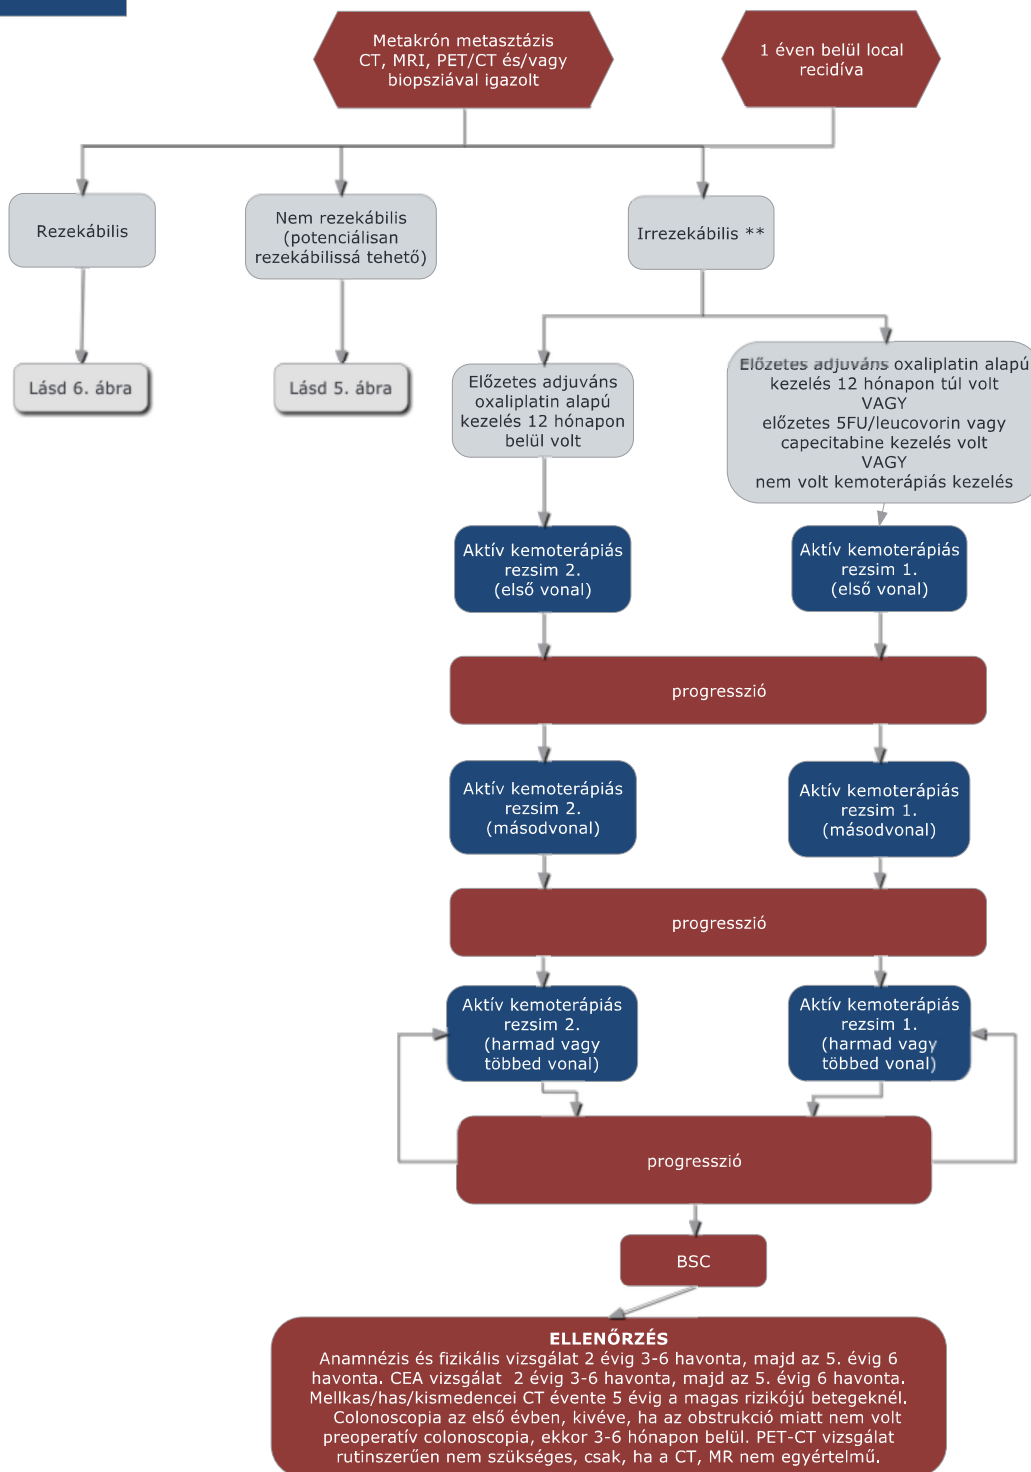 Metakrón metasztázis
CT, MRI, PET/CT és/vagy
biopsziával igazolt
1 éven belül local
recidíva
Rezekábilis
Nem rezekábilis
(potenciálisan
rezekábilissá tehető)
Irrezekábilis **
Lásd 6. ábra
Lásd 5. ábra
Előzetes adjuváns
oxaliplatin alapú
kezelés 12 hónapon
belül volt
Előzetes adjuváns oxaliplatin alapú
kezelés 12 hónapon túl volt
VAGY
előzetes 5FU/leucovorin vagy
capecitabine kezelés volt
VAGY
nem volt kemoterápiás kezelés
Aktív kemoterápiás
rezsim 2.
(első vonal)
Aktív kemoterápiás
rezsim 1.
(első vonal)
progresszió
Aktív kemoterápiás
rezsim 2.
(másodvonal)
Aktív kemoterápiás
rezsim 1.
(másodvonal)
progresszió
Aktív kemoterápiás
rezsim 2.
(harmad vagy
többed vonal)
Aktív kemoterápiás
rezsim 1.
(harmad vagy
többed vonal)
progresszió
BSC
ELLENŐRZÉS
Anamnézis és fizikális vizsgálat 2 évig 3-6 havonta, majd az 5. évig 6
havonta. CEA vizsgálat 2 évig 3-6 havonta, majd az 5. évig 6 havonta.
Mellkas/has/kismedencei CT évente 5 évig a magas rizikójú betegeknél.
Colonoscopia az első évben, kivéve, ha az obstrukció miatt nem volt
preoperatív colonoscopia, ekkor 3-6 hónapon belül. PET-CT vizsgálat
rutinszerűen nem szükséges, csak, ha a CT, MR nem egyértelmű.